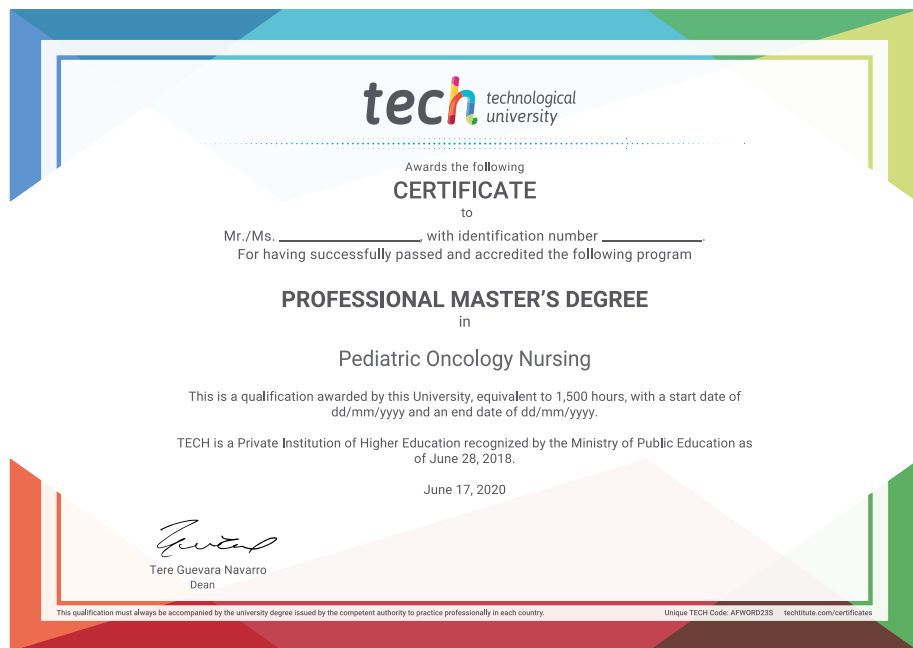 tech technological
university
Awards the following
CERTIFICATE
to
Mr./Ms. ____________________, with identification number ______________.
For having successfully passed and accredited the following program
PROFESSIONAL MASTER'S DEGREE
in
Pediatric Oncology Nursing
This is a qualification awarded by this University, equivalent to 1,500 hours, with a start date of
dd/mm/yyyy and an end date of dd/mm/yyyy.
TECH is a Private Institution of Higher Education recognized by the Ministry of Public Education as
of June 28, 2018.
June 17, 2020
Tere Guevara Navarro
Dean
This qualification must always be accompanied by the university degree issued by the competent authority to practice professionally in each country.
Unique TECH Code: AFWORD23S techtitute.com/certificates